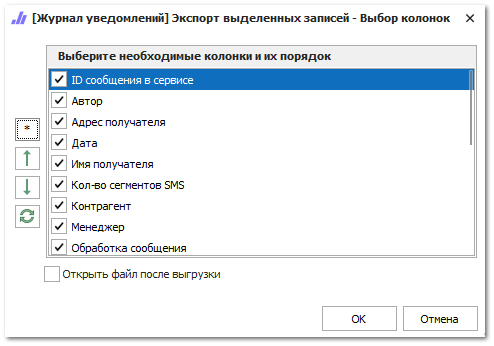 [Журнал уведомлений] Экспорт выделенных записей - Выбор колонок
Выберите необходимые колонки и их порядок
ID сообщения в сервисе
Автор
Адрес получателя
Дата
Имя получателя
Кол-во сегментов SMS
Контрагент
Менеджер
Обработка сообщения
*
Открыть файл после выгрузки
OK
Отмена